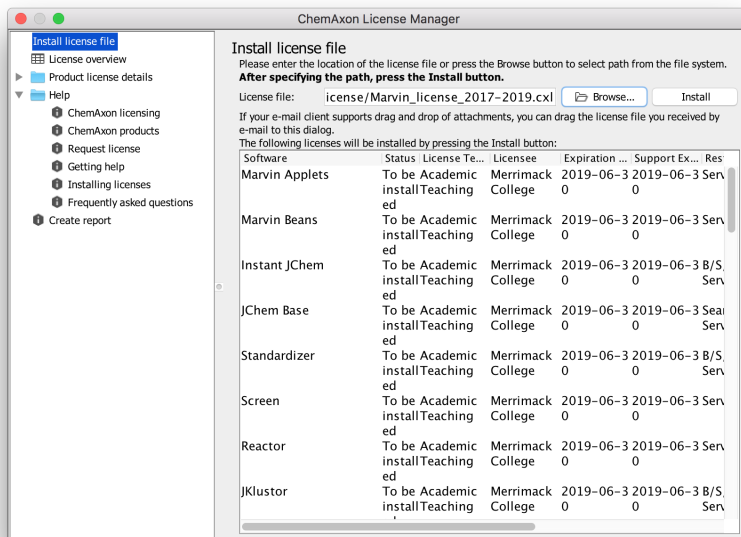 ChemAxon License Manager
Install license file
License overview
Product license details
Help
ChemAxon licensing
ChemAxon products
Request license
Getting help
Installing licenses
Frequently asked questions
Create report
Install license file
Please enter the location of the license file or press the Browse button to select path from the file system.
After specifying the path, press the Install button.
License file: icense/Marvin_license_2017-2019.cxl Browse... Install
If your e-mail client supports drag and drop of attachments, you can drag the license file you received by
e-mail to this dialog.
The following licenses will be installed by pressing the Install button:
Software Status License Te... Licensee Expiration ... Support Ex... Res
Marvin Applets To be Academic Merrimack 2019-06-3 2019-06-3 Serv
install Teaching College 0 0
ed
Marvin Beans To be Academic Merrimack 2019-06-3 2019-06-3 Serv
install Teaching College 0 0
ed
Instant JChem To be Academic Merrimack 2019-06-3 2019-06-3 B/S,
install Teaching College 0 0 Serv
ed
JChem Base To be Academic Merrimack 2019-06-3 2019-06-3 Sear
install Teaching College 0 0 Serv
ed
Standardizer To be Academic Merrimack 2019-06-3 2019-06-3 B/S,
install Teaching College 0 0 Serv
ed
Screen To be Academic Merrimack 2019-06-3 2019-06-3 Serv
install Teaching College 0 0
ed
Reactor To be Academic Merrimack 2019-06-3 2019-06-3 Serv
install Teaching College 0 0
ed
JKlustor To be Academic Merrimack 2019-06-3 2019-06-3 B/S,
install Teaching College 0 0 Serv